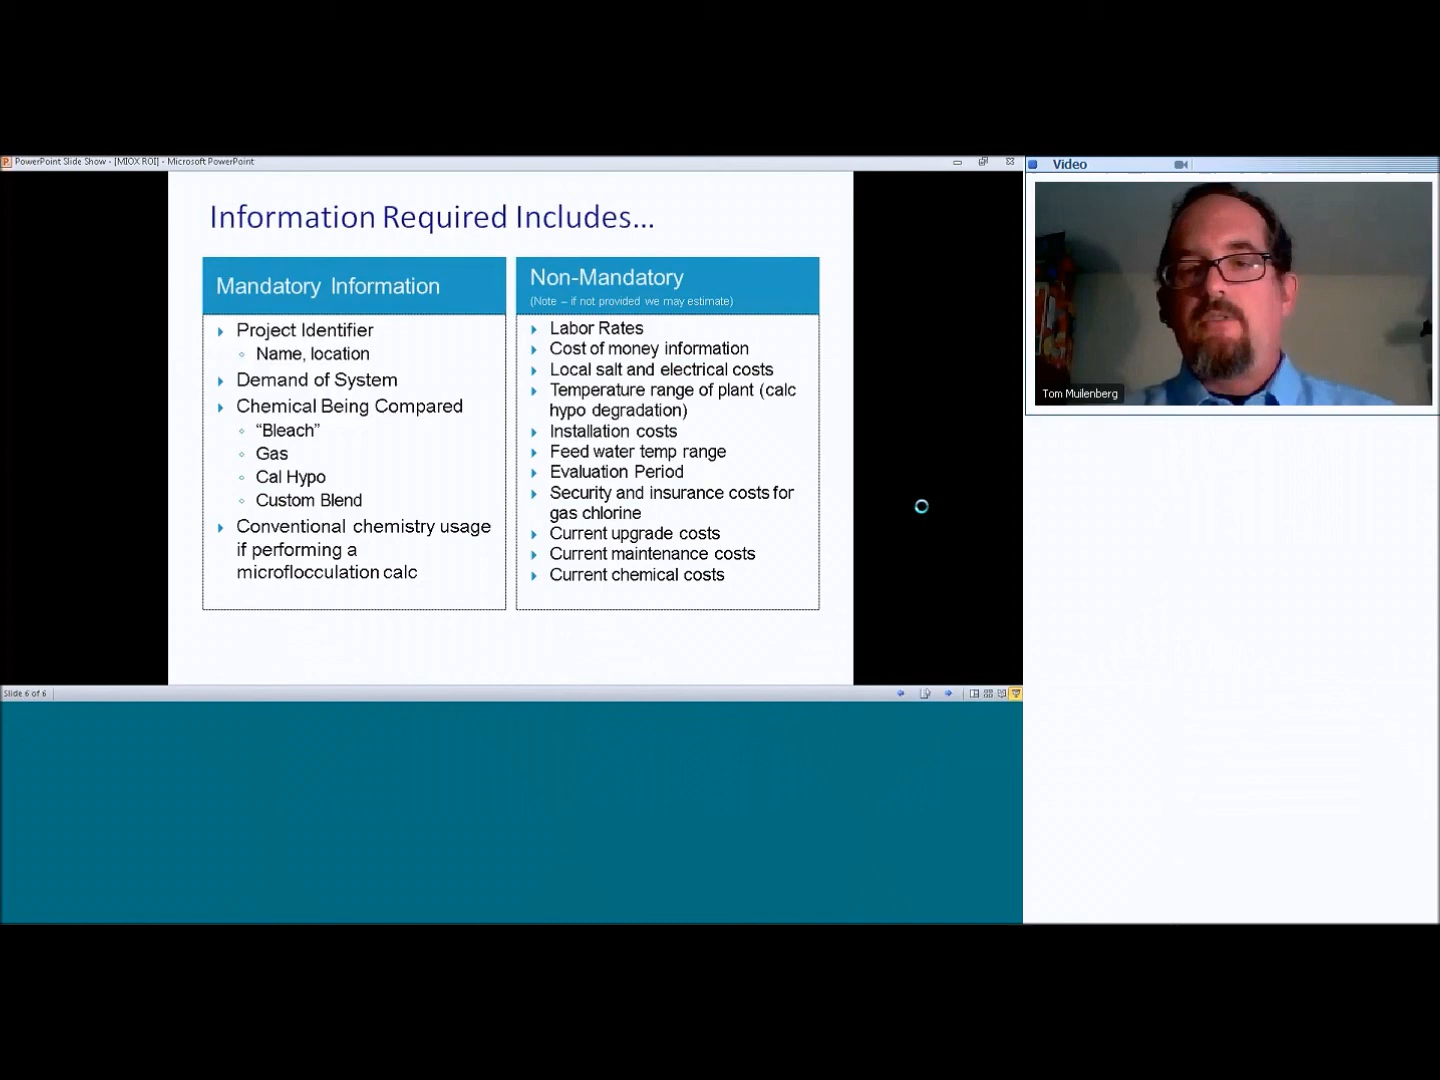 PowerPoint Slide Show - [MIOX ROI] - Microsoft PowerPoint
Information Required Includes...
Mandatory Information
Project Identifier
Name, location
Demand of System
Chemical Being Compared
“Bleach”
Gas
Cal Hypo
Custom Blend
Conventional chemistry usage
if performing a
microflocculation calc
Non-Mandatory
(Note – if not provided we may estimate)
Labor Rates
Cost of money information
Local salt and electrical costs
Temperature range of plant (calc
hypo degradation)
Installation costs
Feed water temp range
Evaluation Period
Security and insurance costs for
gas chlorine
Current upgrade costs
Current maintenance costs
Current chemical costs
Slide 6 of 6
Video
Tom Muilenberg